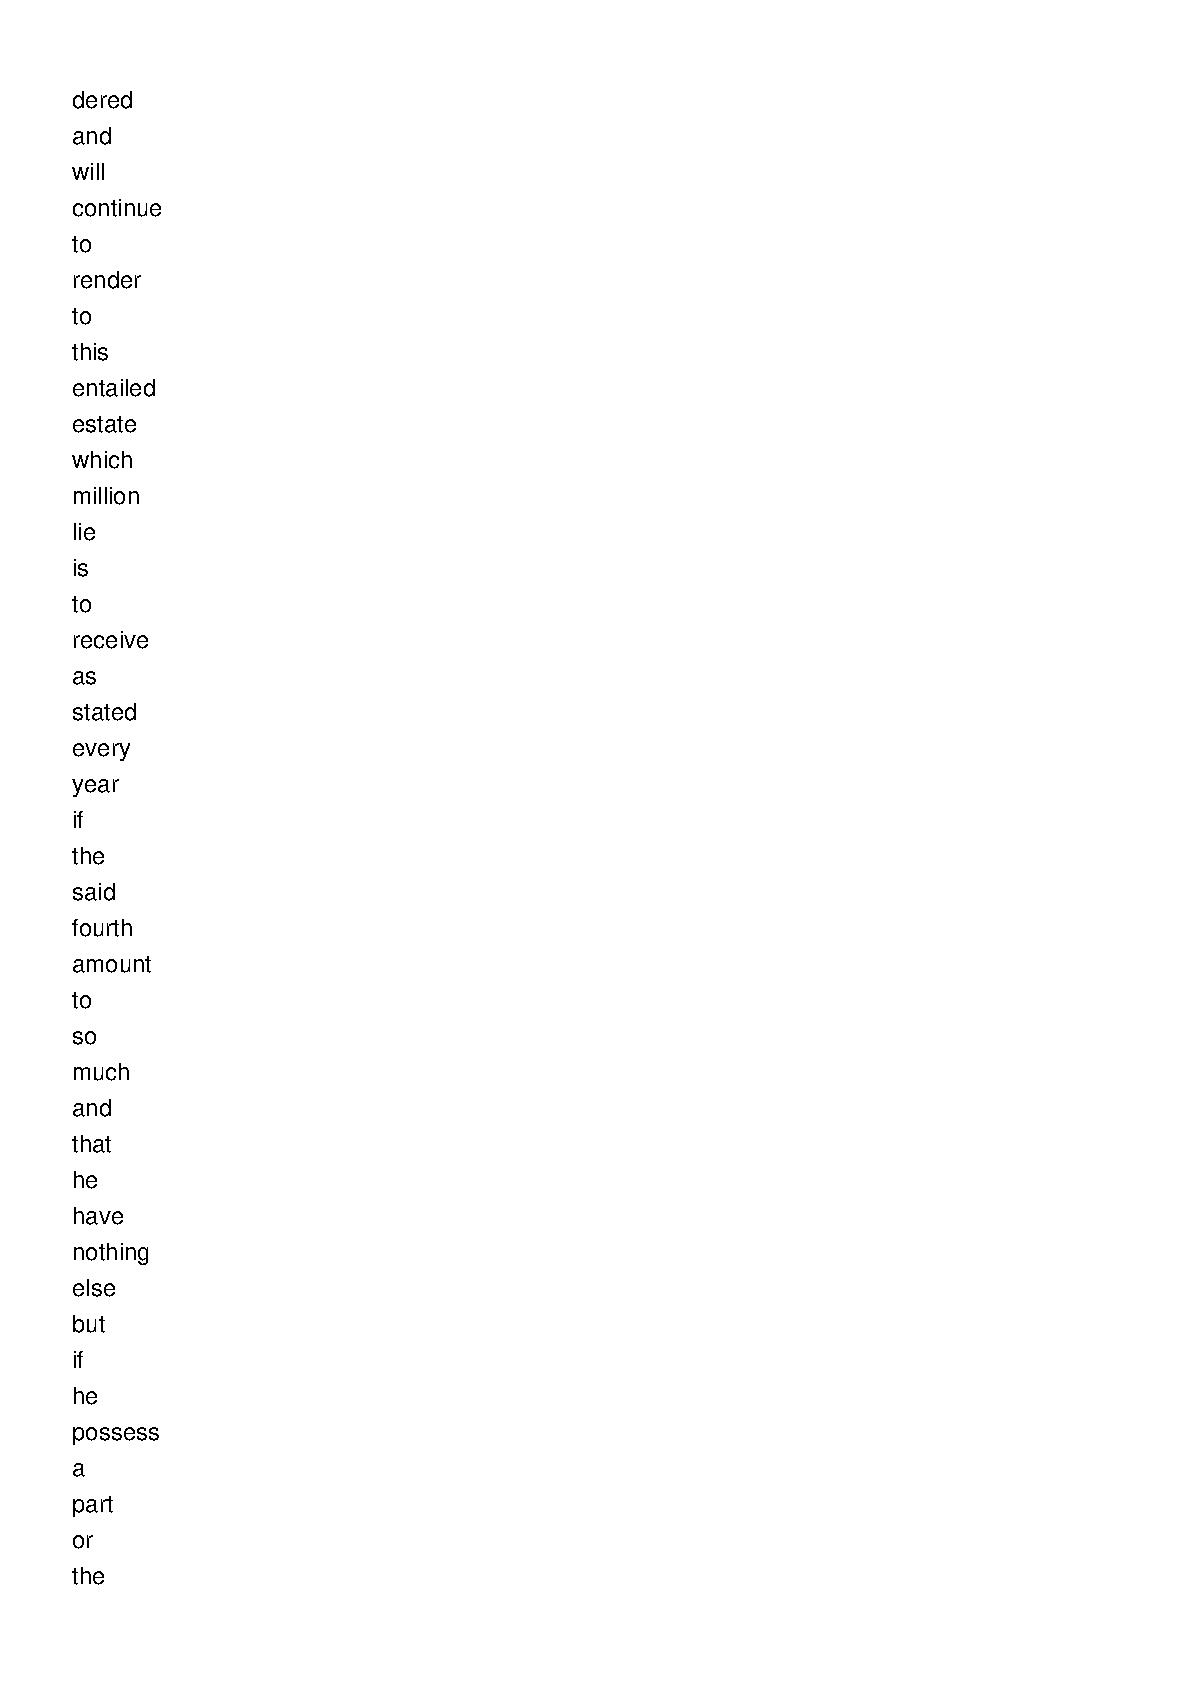 dered
and
will
continue
to
render
to
this
entailed
estate
which
million
lie
is
to
receive
as
stated
every
year
if
the
said
fourth
amount
to
so
much
and
that
he
have
nothing
else
but
if
he
possess
a
part
or
the